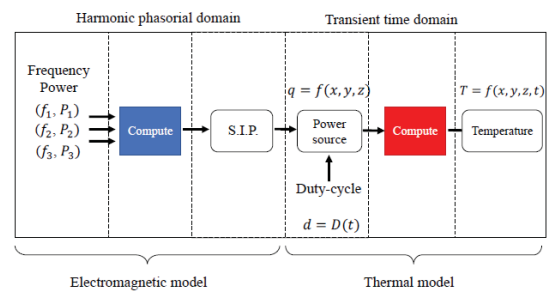 Harmonic phasorial domain
Transient time domain
Frequency
Power
(f₁, P₁)
(f₂, P₂)
(f₃, P₃)
Compute
S.I.P.
q = f(x, y, z)
Power
source
Duty-cycle
d = D(t)
Compute
T = f(x, y, z, t)
Temperature
Electromagnetic model
Thermal model